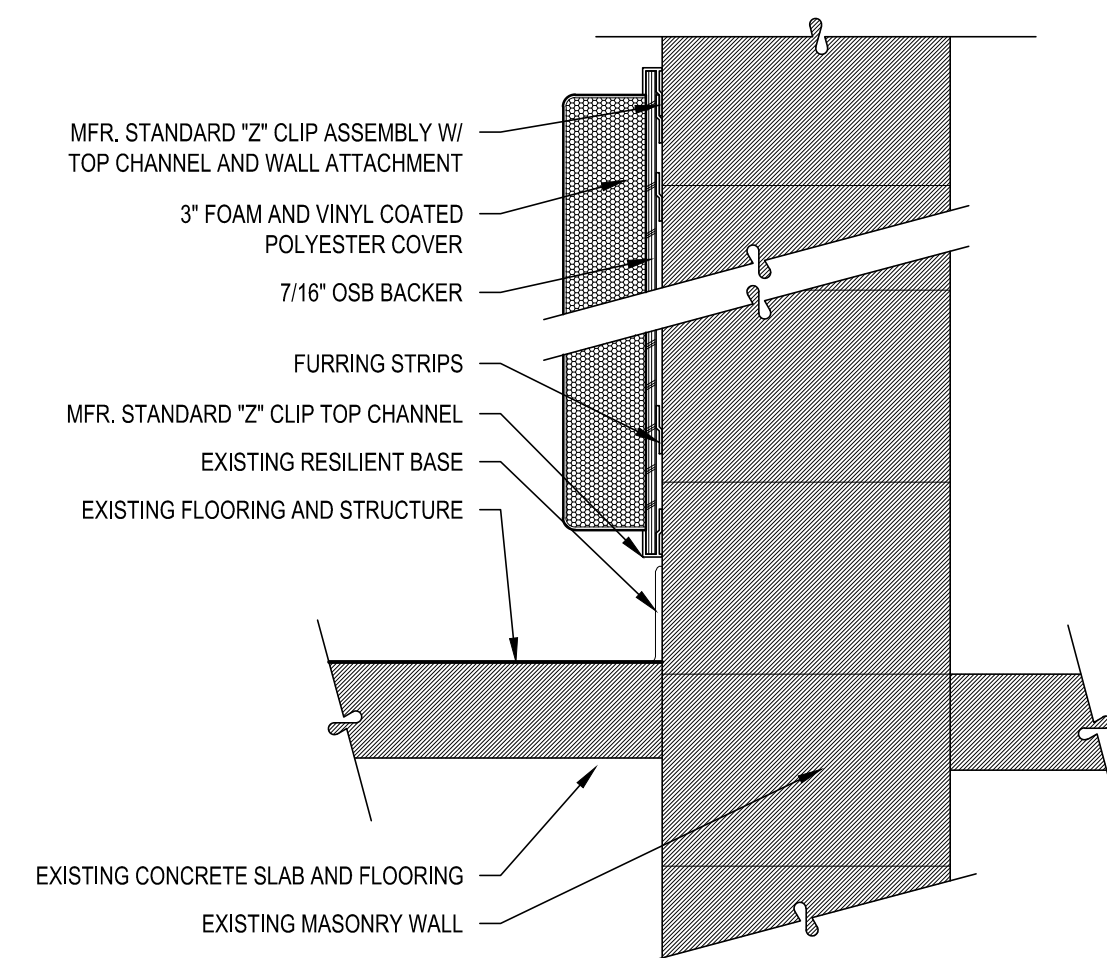 MFR. STANDARD "Z" CLIP ASSEMBLY W/
TOP CHANNEL AND WALL ATTACHMENT
3" FOAM AND VINYL COATED
POLYESTER COVER
7/16" OSB BACKER
FURRING STRIPS
MFR. STANDARD "Z" CLIP TOP CHANNEL
EXISTING RESILIENT BASE
EXISTING FLOORING AND STRUCTURE
EXISTING CONCRETE SLAB AND FLOORING
EXISTING MASONRY WALL